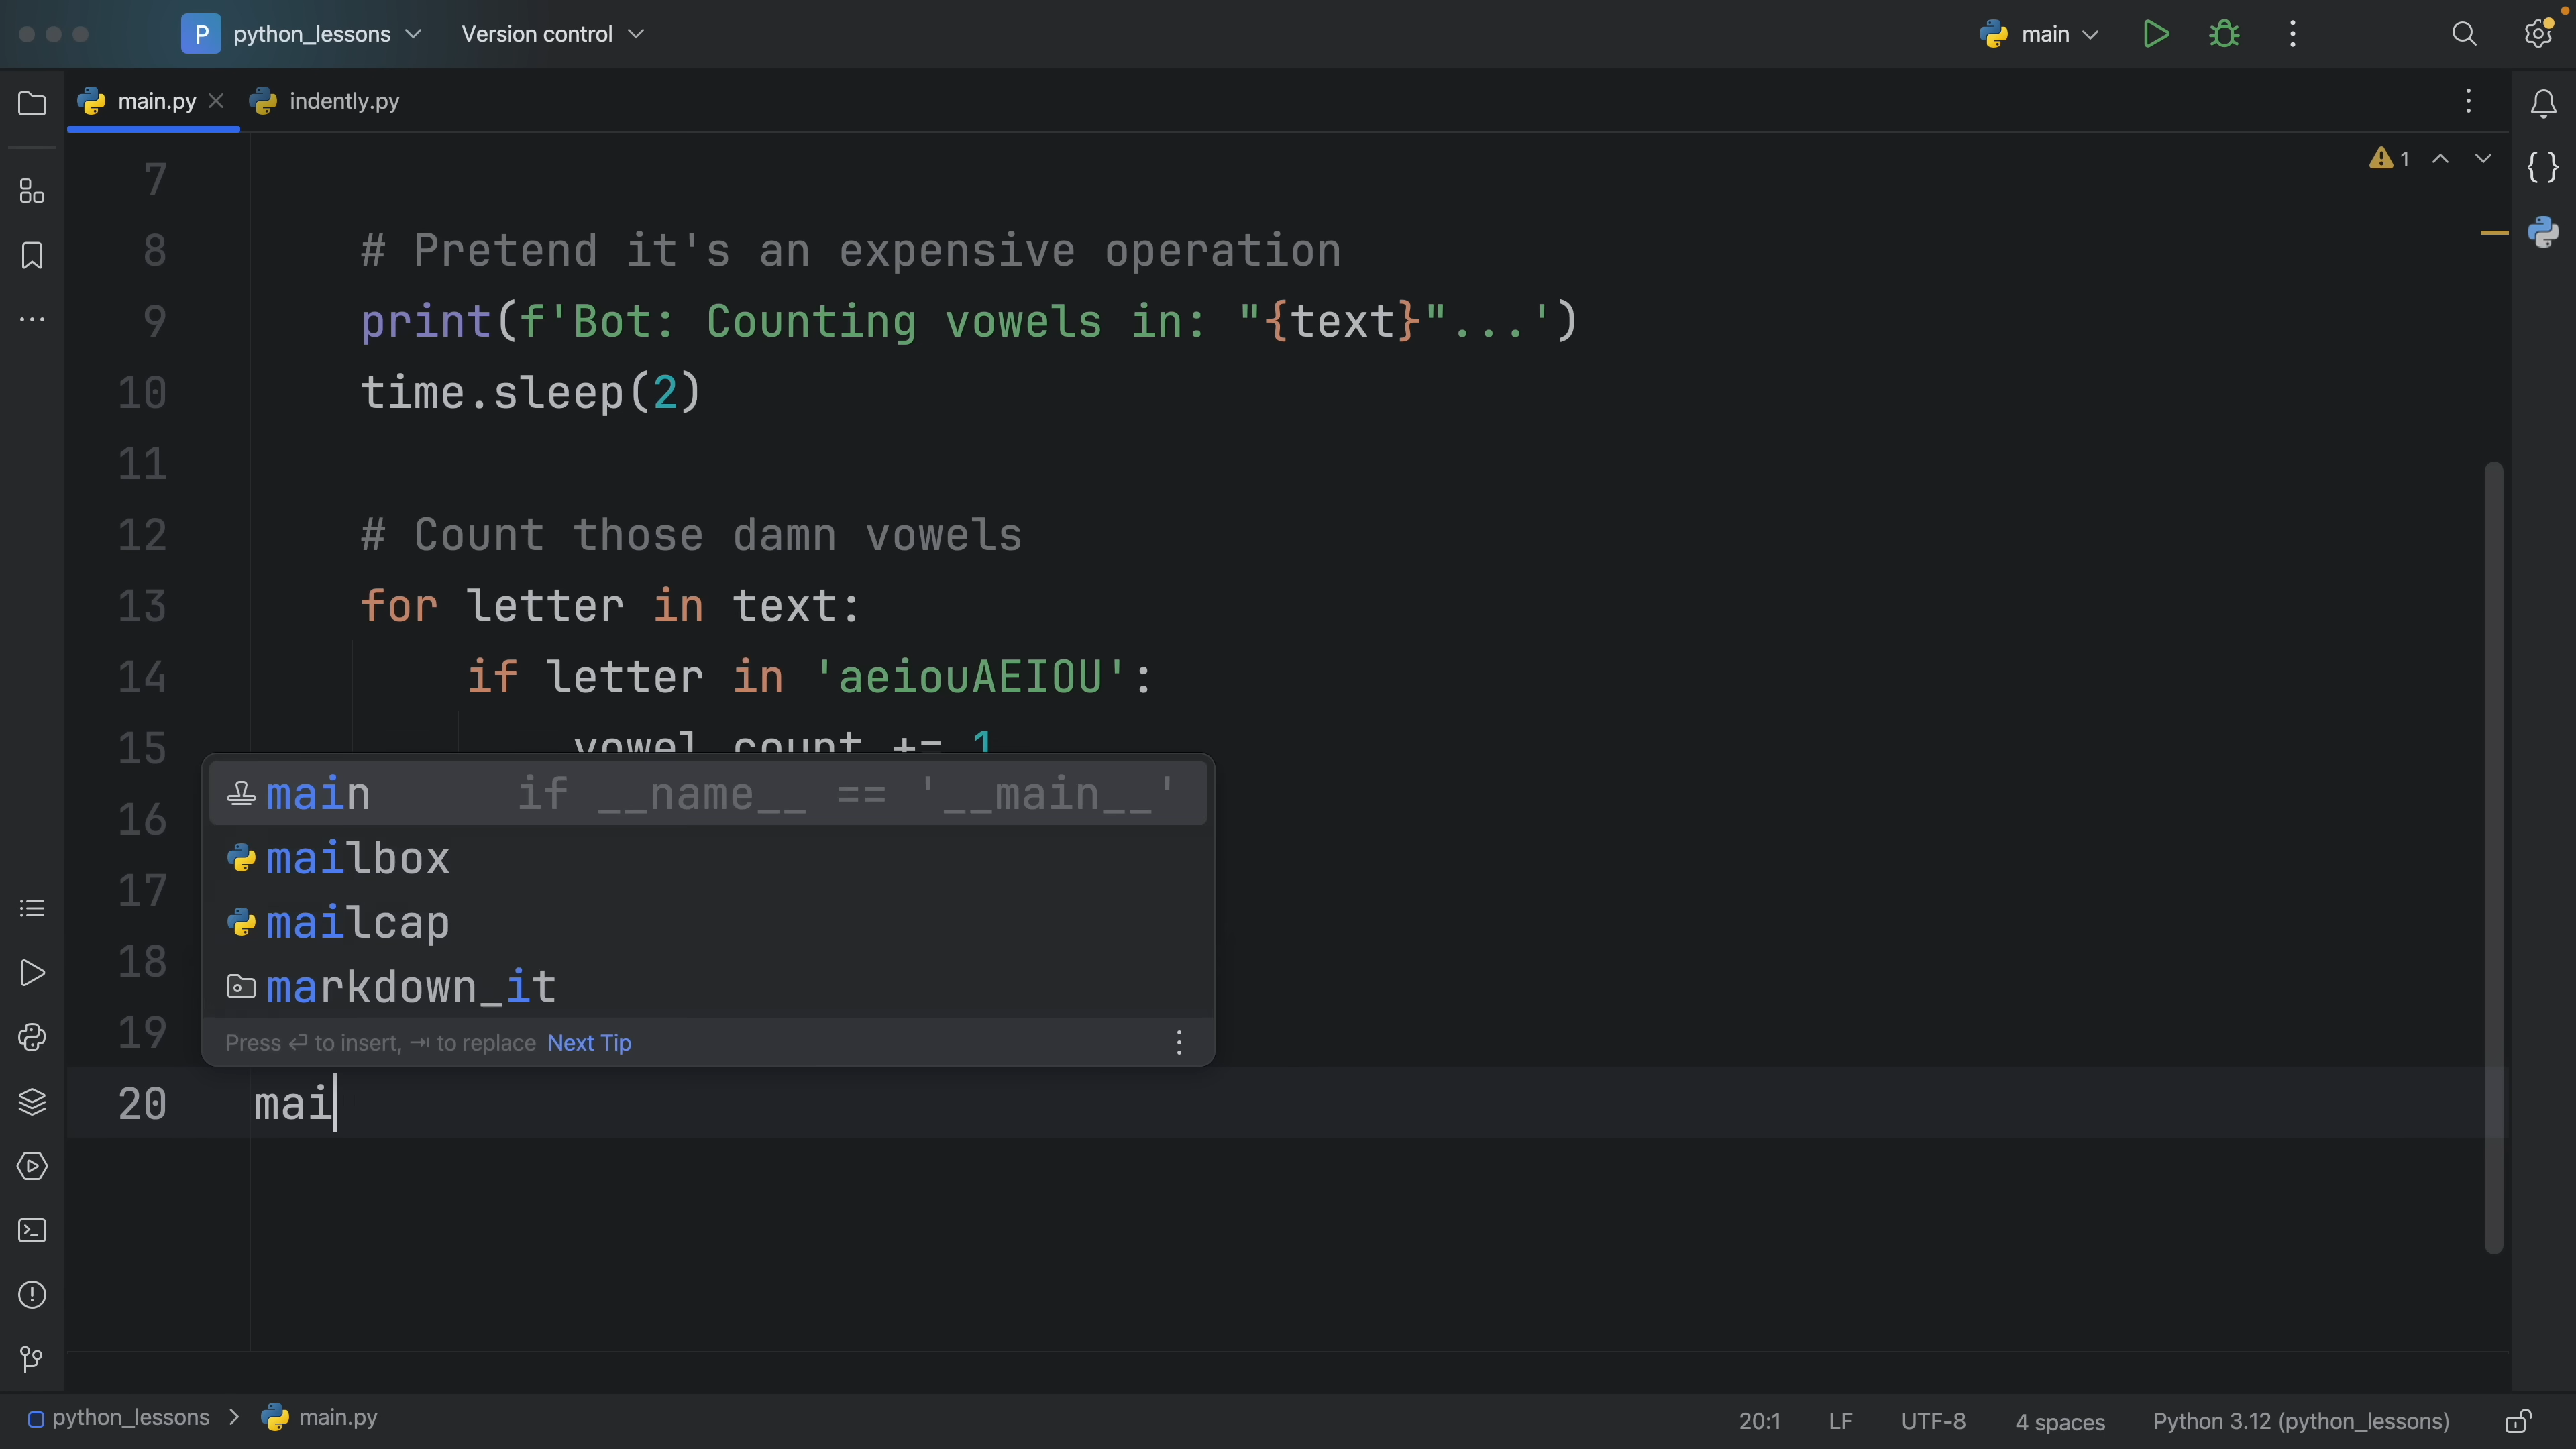 P python_lessons Version control main
main.py indently.py
1
7
8 # Pretend it's an expensive operation
9 print(f'Bot: Counting vowels in: "{text}"...')
10 time.sleep(2)
11
12 # Count those damn vowels
13 for letter in text:
14 if letter in 'aeiouAEIOU':
15 vowel_count += 1
16
17
18
19
main if __name__ == '__main__'
mailbox
mailcap
markdown_it
Press ⏎ to insert, ⇥ to replace Next Tip
20 mai
python_lessons > main.py 20:1 LF UTF-8 4 spaces Python 3.12 (python_lessons)